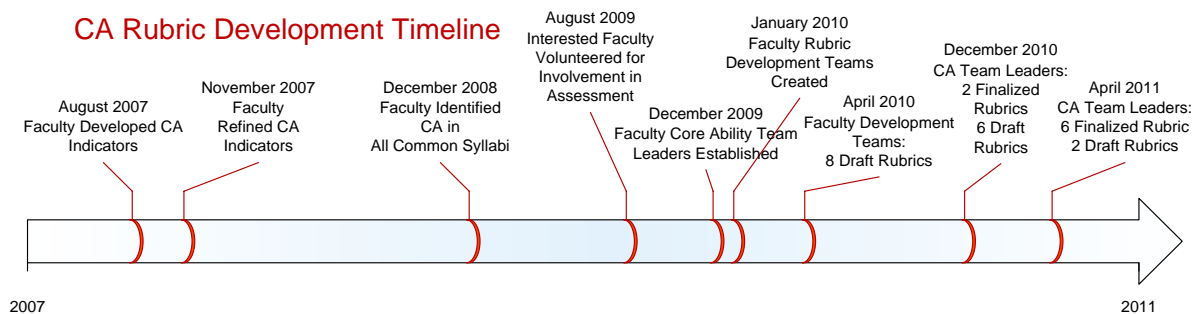 CA Rubric Development Timeline
August 2007
Faculty Developed CA
Indicators
November 2007
Faculty
Refined CA
Indicators
December 2008
Faculty Identified
CA in
All Common Syllabi
August 2009
Interested Faculty
Volunteered for
Involvement in
Assessment
December 2009
Faculty Core Ability Team
Leaders Established
January 2010
Faculty Rubric
Development Teams
Created
April 2010
Faculty Development
Teams:
8 Draft Rubrics
December 2010
CA Team Leaders:
2 Finalized
Rubrics
6 Draft
Rubrics
April 2011
CA Team Leaders:
6 Finalized Rubric
2 Draft Rubrics
2007
2011